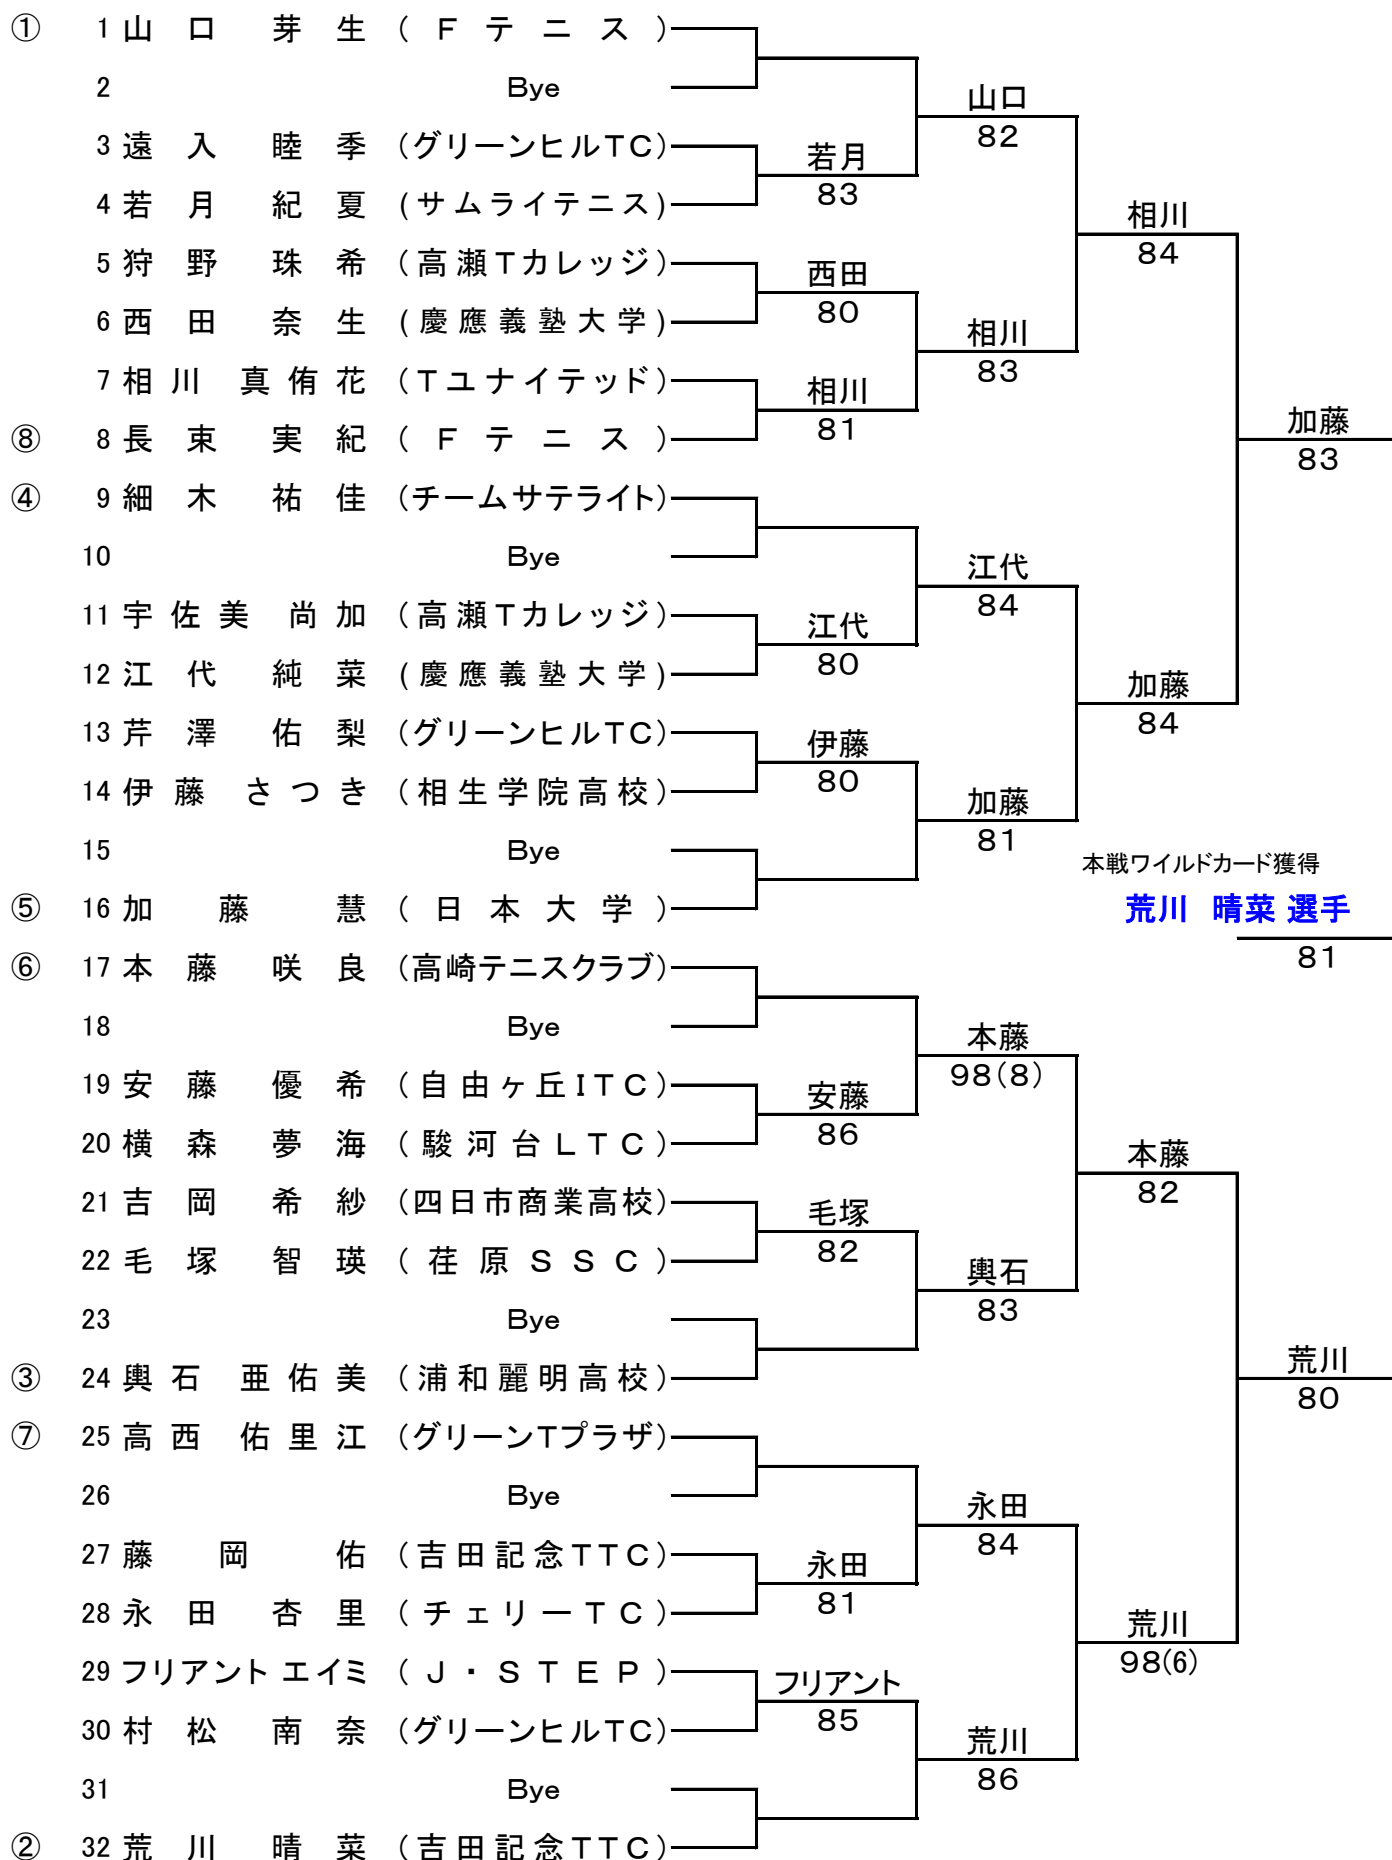 ① 1 山口 芽生 (Fテニス)
2 Bye
山口
82
3 遠入 睦季 (グリーンヒルTC)
若月
83
4 若月 紀夏 (サムライテニス)
相川
84
5 狩野 珠希 (高瀬Tカレッジ)
西田
80
6 西田 奈生 (慶應義塾大学)
相川
83
7 相川 真侑花 (Tユナイテッド)
相川
81
⑧ 8 長束 実紀 (Fテニス)
加藤
83
④ 9 細木 祐佳 (チームサテライト)
10 Bye
江代
84
11 宇佐美 尚加 (高瀬Tカレッジ)
江代
80
12 江代 純菜 (慶應義塾大学)
加藤
84
13 芹澤 佑梨 (グリーンヒルTC)
伊藤
80
14 伊藤 さつき (相生学院高校)
加藤
81
15 Bye
本戦ワイルドカード獲得
⑤ 16 加藤 慧 (日本大学)
荒川 晴菜 選手
81
⑥ 17 本藤 咲良 (高崎テニスクラブ)
18 Bye
本藤
98(8)
19 安藤 優希 (自由ヶ丘ITC)
安藤
86
20 横森 夢海 (駿河台LTC)
本藤
82
21 吉岡 希紗 (四日市商業高校)
毛塚
82
22 毛塚 智瑛 (荏原SSC)
輿石
83
23 Bye
③ 24 輿石 亜佑美 (浦和麗明高校)
荒川
80
⑦ 25 高西 佑里江 (グリーンTプラザ)
26 Bye
永田
84
27 藤岡 佑 (吉田記念TTC)
永田
81
28 永田 杏里 (チェリーTC)
荒川
98(6)
29 フリアント エイミ (J・STEP)
フリアント
85
30 村松 南奈 (グリーンヒルTC)
荒川
86
31 Bye
② 32 荒川 晴菜 (吉田記念TTC)